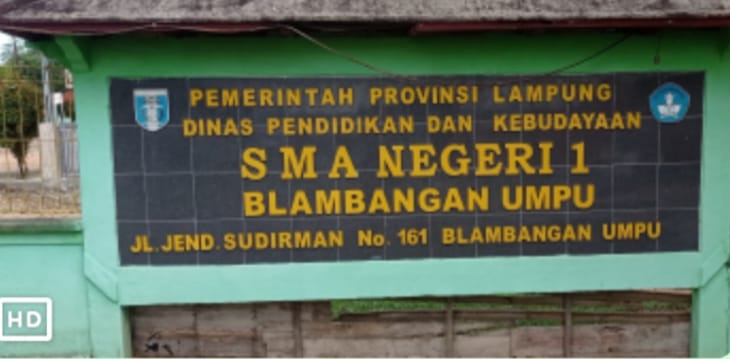 PEMERINTAH PROVINSI LAMPUNG
DINAS PENDIDIKAN DAN KEBUDAYAAN
SMA NEGERI 1
BLAMBANGAN UMPU
JL.JEND.SUDIRMAN No. 161 BLAMBANGAN UMPU
HD